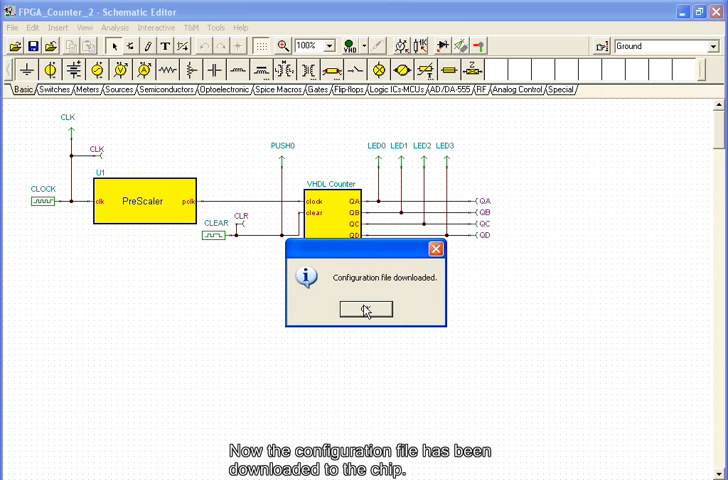 FPGA_Counter_2 - Schematic Editor
File Edit Insert View Analysis Interactive T&M Tools Help
100% VHD Ground
Basic Switches Meters Sources Semiconductors Optoelectronic Spice Macros Gates Flip-flops Logic ICs-MCUs AD/DA-555 RF Analog Control Special
CLK
CLK PUSH0 LED0 LED1 LED2 LED3
U1 VHDL Counter
CLOCK clk PreScaler pclk clock QA QA
CLEAR CLR clear QB QB
QC QC
QD QD
Configuration file downloaded.
Now the configuration file has been
downloaded to the chip.